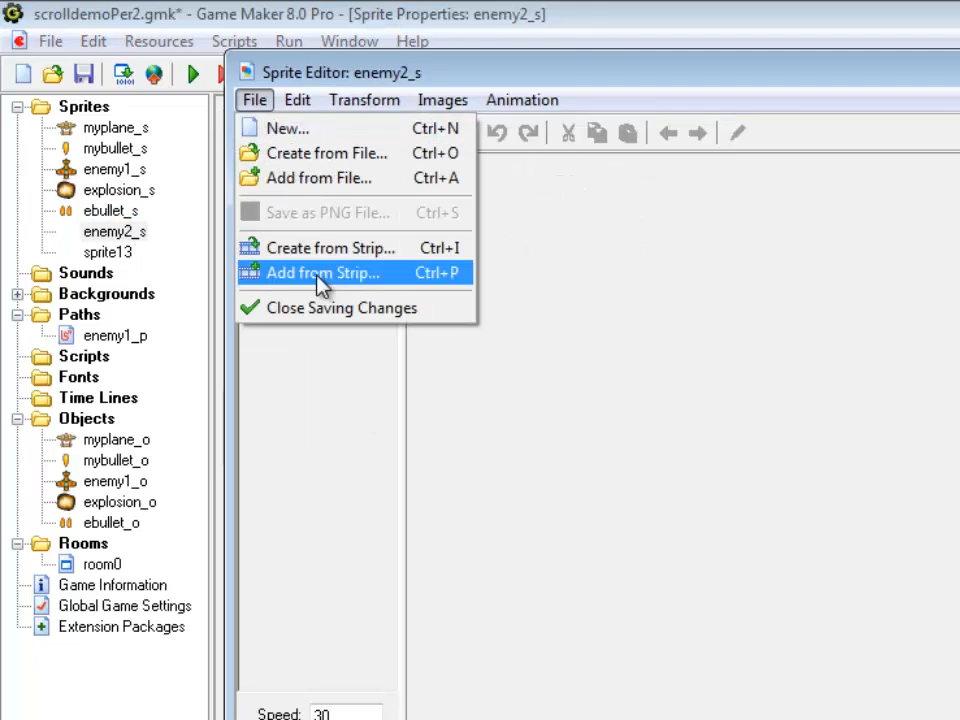 scrolldemoPer2.gmk* - Game Maker 8.0 Pro - [Sprite Properties: enemy2_s]
File Edit Resources Scripts Run Window Help
Sprite Editor: enemy2_s
File Edit Transform Images Animation
New... Ctrl+N
Create from File... Ctrl+O
Add from File... Ctrl+A
Save as PNG File... Ctrl+S
Create from Strip... Ctrl+I
Add from Strip... Ctrl+P
Close Saving Changes
Speed: 30
Sprites
myplane_s
mybullet_s
enemy1_s
explosion_s
ebullet_s
enemy2_s
sprite13
Sounds
Backgrounds
Paths
enemy1_p
Scripts
Fonts
Time Lines
Objects
myplane_o
mybullet_o
enemy1_o
explosion_o
ebullet_o
Rooms
room0
Game Information
Global Game Settings
Extension Packages